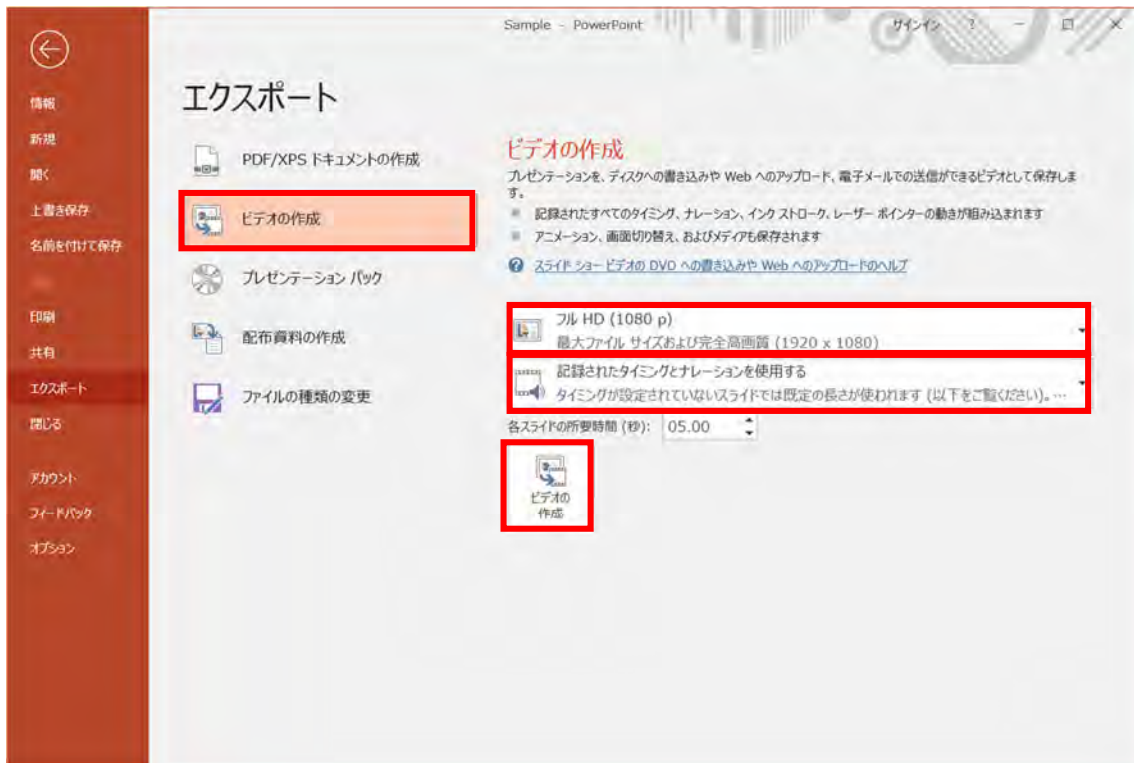 Sample - PowerPoint
サインイン ?
情報
新規
開く
上書き保存
名前を付けて保存
印刷
共有
エクスポート
閉じる
アカウント
フィードバック
オプション
エクスポート
PDF/XPS ドキュメントの作成
ビデオの作成
プレゼンテーション パック
配布資料の作成
ファイルの種類の変更
ビデオの作成
プレゼンテーションを、ディスクへの書き込みや Web へのアップロード、電子メールでの送信ができるビデオとして保存しま
す。
記録されたすべてのタイミング、ナレーション、インク ストローク、レーザー ポインターの動きが組み込まれます
アニメーション、画面切り替え、およびメディアも保存されます
スライド ショー ビデオの DVD への書き込みや Web へのアップロードのヘルプ
フル HD (1080 p)
最大ファイル サイズおよび完全高画質 (1920 x 1080)
記録されたタイミングとナレーションを使用する
タイミングが設定されていないスライドでは既定の長さが使われます (以下をご覧ください)。…
各スライドの所要時間 (秒): 05.00
ビデオの
作成